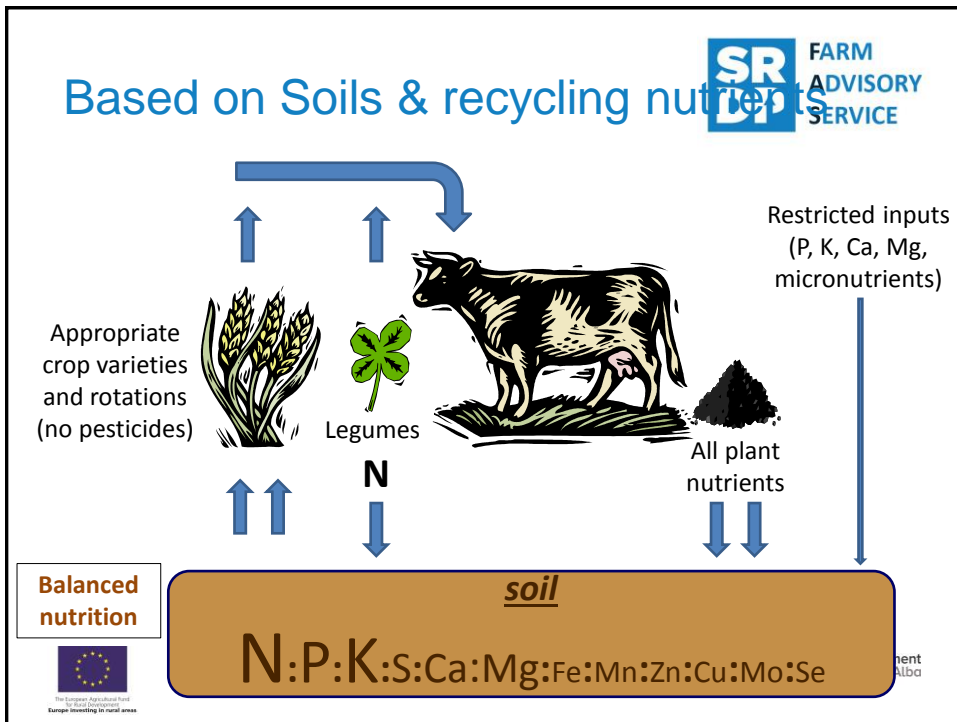 Based on Soils & recycling nutrients
SR
DP
FARM
ADVISORY
SERVICE
Restricted inputs
(P, K, Ca, Mg,
micronutrients)
Appropriate
crop varieties
and rotations
(no pesticides)
Legumes
N
All plant
nutrients
Balanced
nutrition
soil
N:P:K:S:Ca:Mg:Fe:Mn:Zn:Cu:Mo:Se
The European Agricultural Fund
for Rural Development
Europe investing in rural areas
ment
Alba